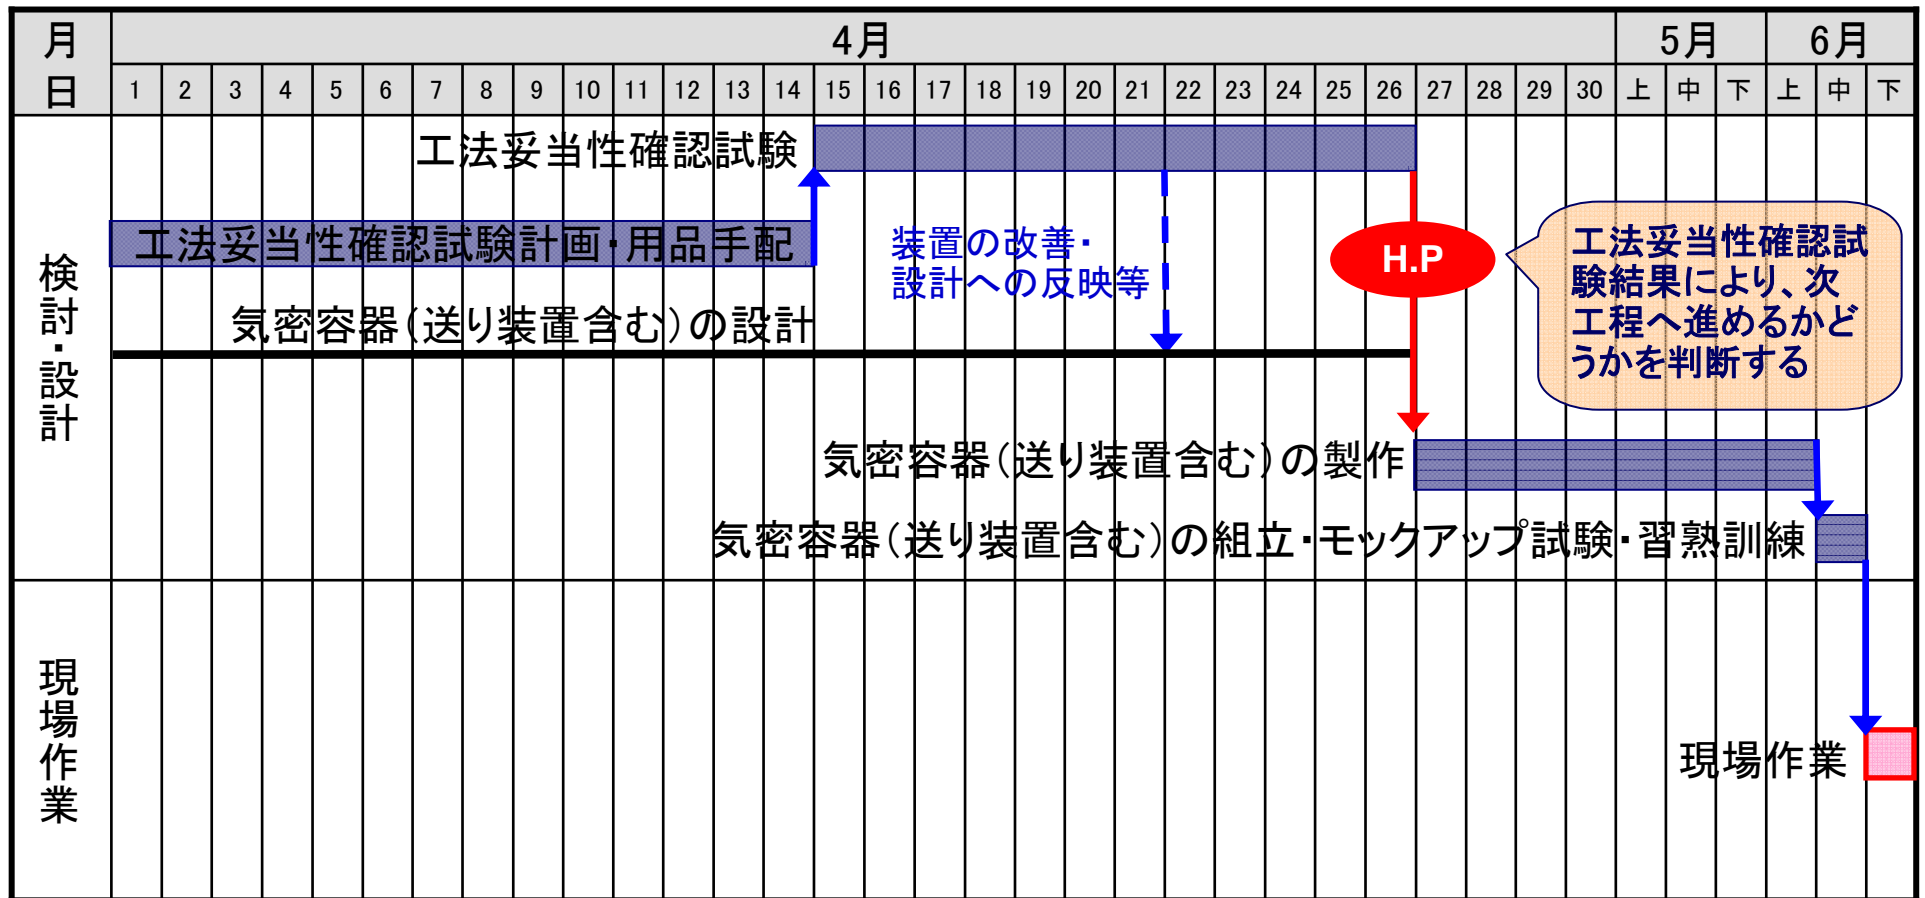 月
日
4月
5月
6月
1 2 3 4 5 6 7 8 9 10 11 12 13 14 15 16 17 18 19 20 21 22 23 24 25 26 27 28 29 30 上 中 下 上 中 下
検討・設計
工法妥当性確認試験
工法妥当性確認試験計画・用品手配
装置の改善・
設計への反映等
H.P
工法妥当性確認試
験結果により、次
工程へ進めるかど
うかを判断する
気密容器(送り装置含む)の設計
気密容器(送り装置含む)の製作
気密容器(送り装置含む)の組立・モックアップ試験・習熟訓練
現場作業
現場作業